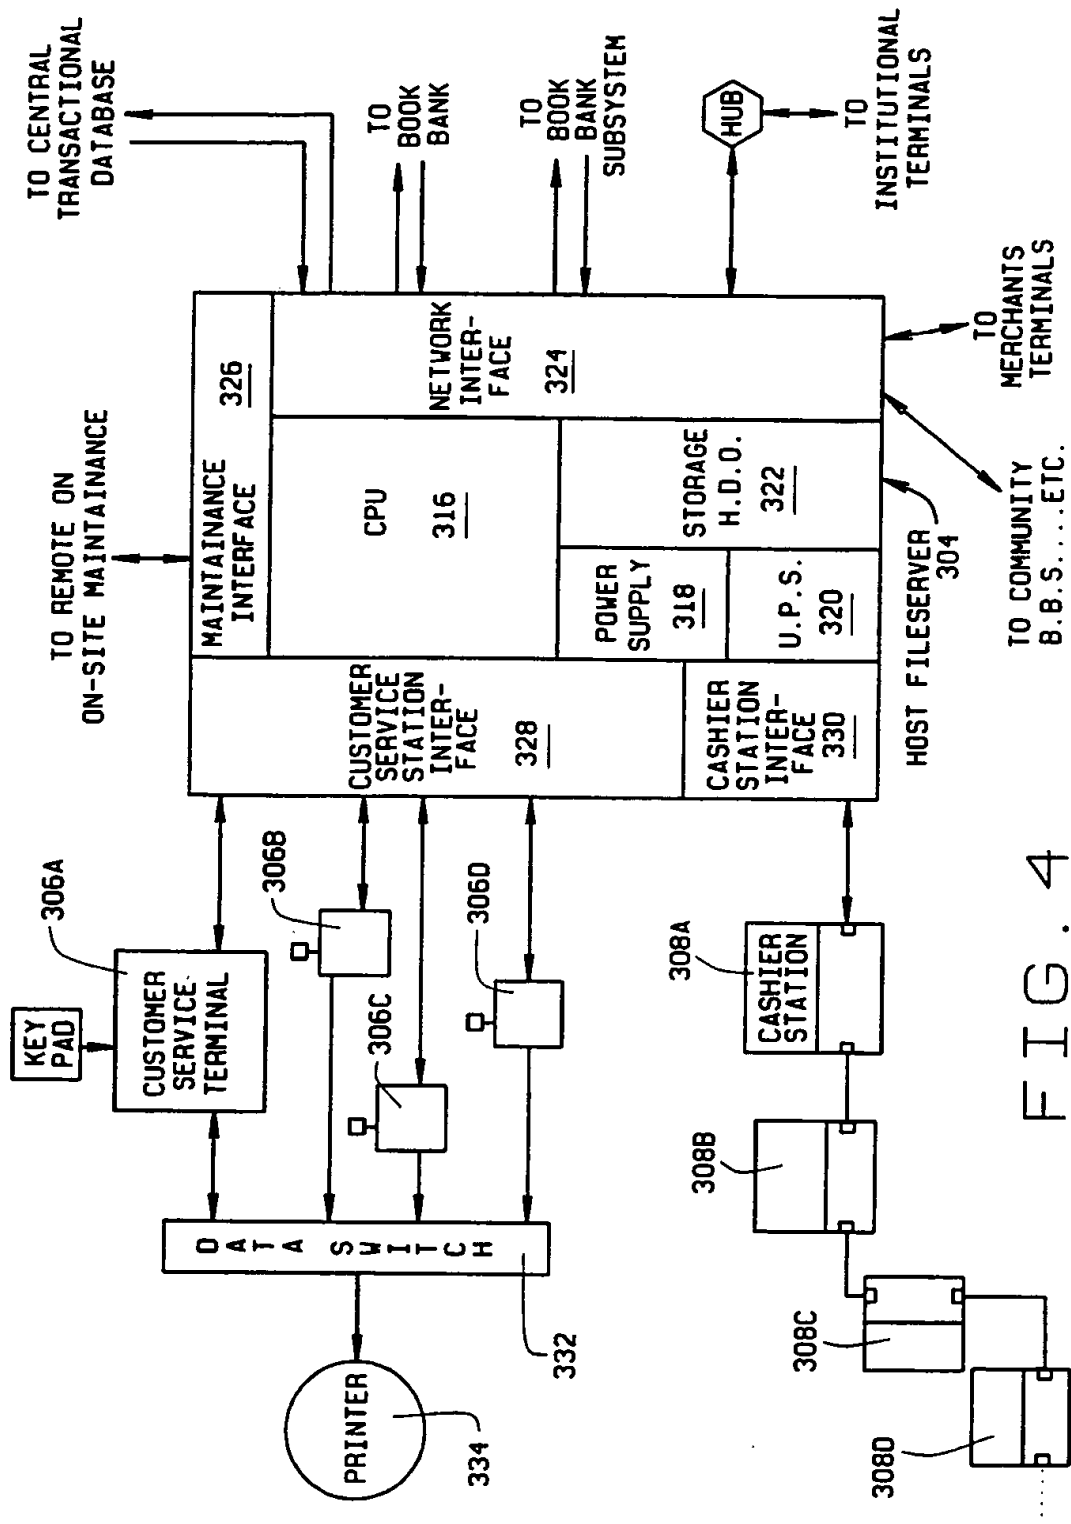 KEY
PAD
306A
CUSTOMER
SERVICE
TERMINAL
306B
306C
306D
DATA SWITCH
332
PRINTER
334
TO REMOTE ON
ON-SITE MAINTAINANCE
TO CENTRAL
TRANSACTIONAL
DATABASE
MAINTAINANCE
INTERFACE
326
CUSTOMER
SERVICE
STATION
INTER-
FACE
328
CPU
316
NETWORK
INTER-
FACE
324
TO
BOOK
BANK
TO
BOOK
BANK
SUBSYSTEM
POWER
SUPPLY
318
STORAGE
H.D.D.
322
U.P.S.
320
CASHIER
STATION
INTER-
FACE
330
HUB
TO
INSTITUTIONAL
TERMINALS
HOST FILESERVER
304
TO
MERCHANTS
TERMINALS
TO COMMUNITY
B.B.S....ETC.
308A
CASHIER
STATION
308B
308C
308D
FIG. 4